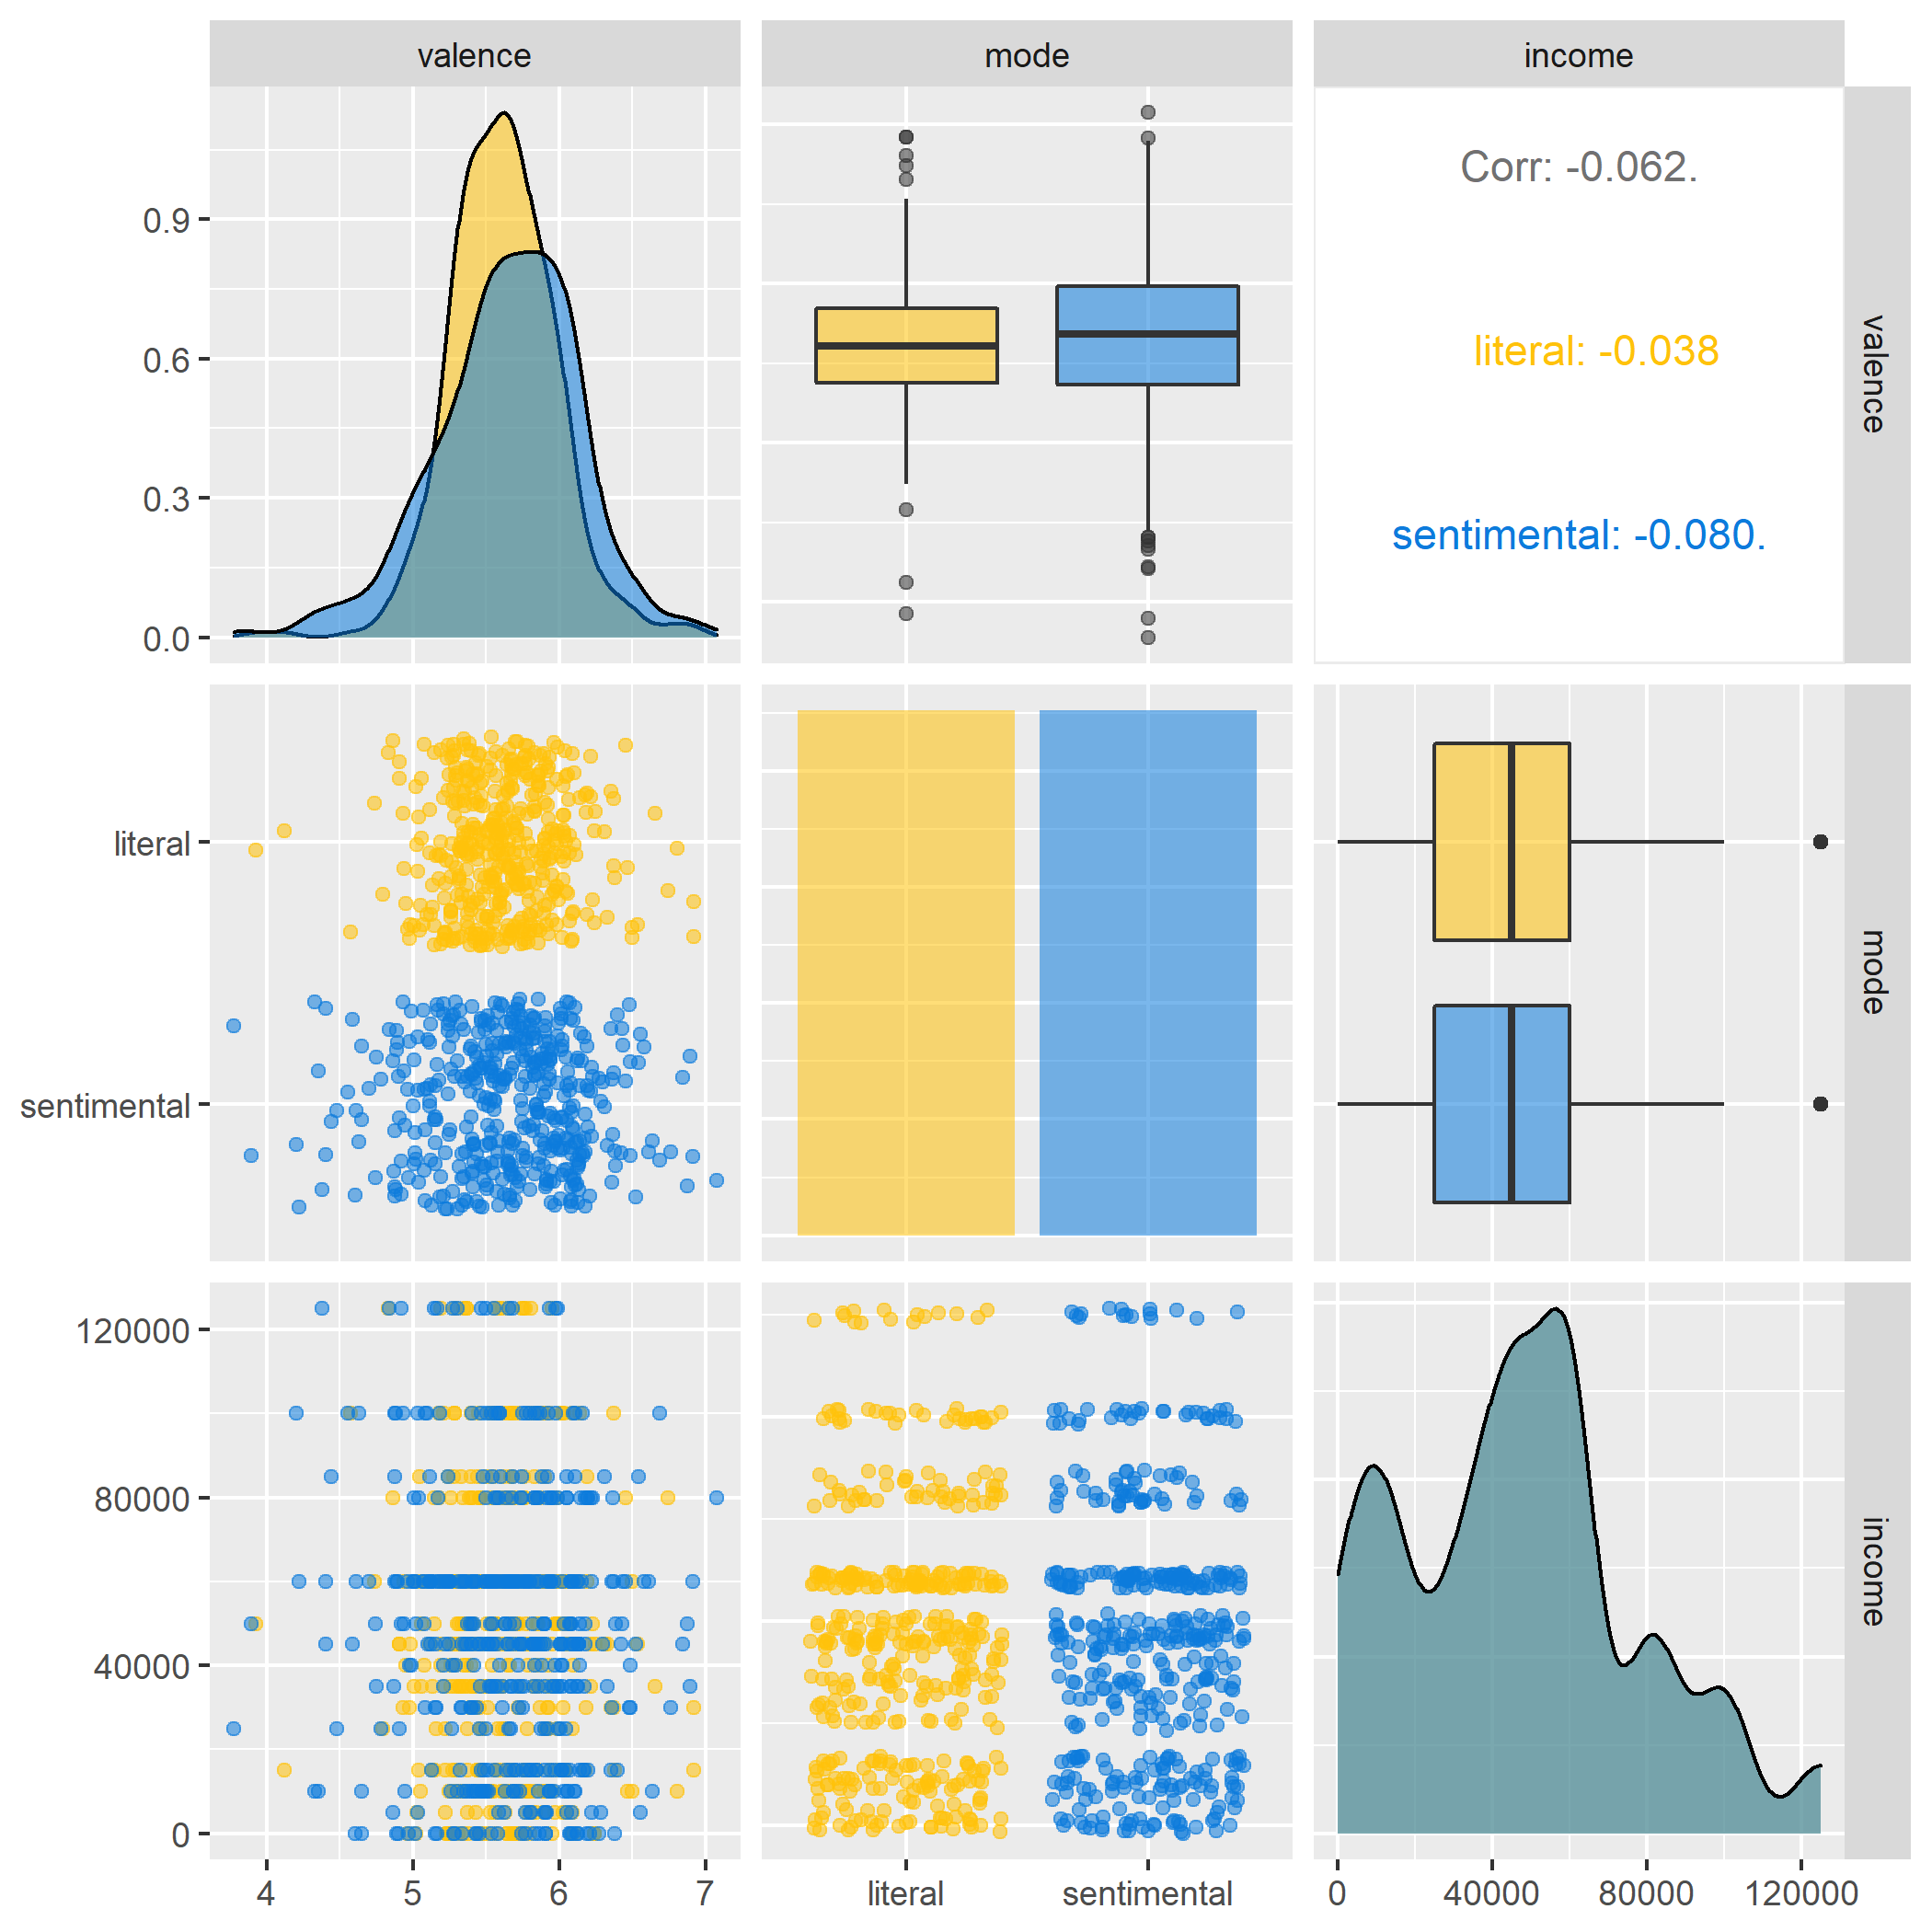 valence
mode
income
0.9
0.6
0.3
0.0
Corr: -0.062.
literal: -0.038
sentimental: -0.080.
valence
literal
sentimental
mode
120000
80000
40000
0
income
4 5 6 7
literal sentimental
0 40000 80000 120000